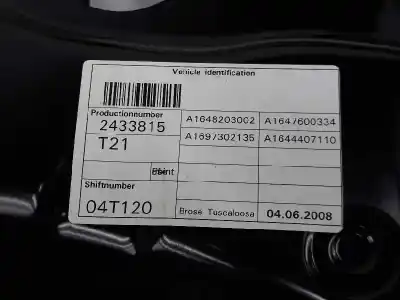 Vehicle identification
Productionnumber
2433815
T21
A1648203002 A1647600334
A1697302135 A1644407110
Shiftnumber
04T120
Brose Tuscaloosa
04.06.2008